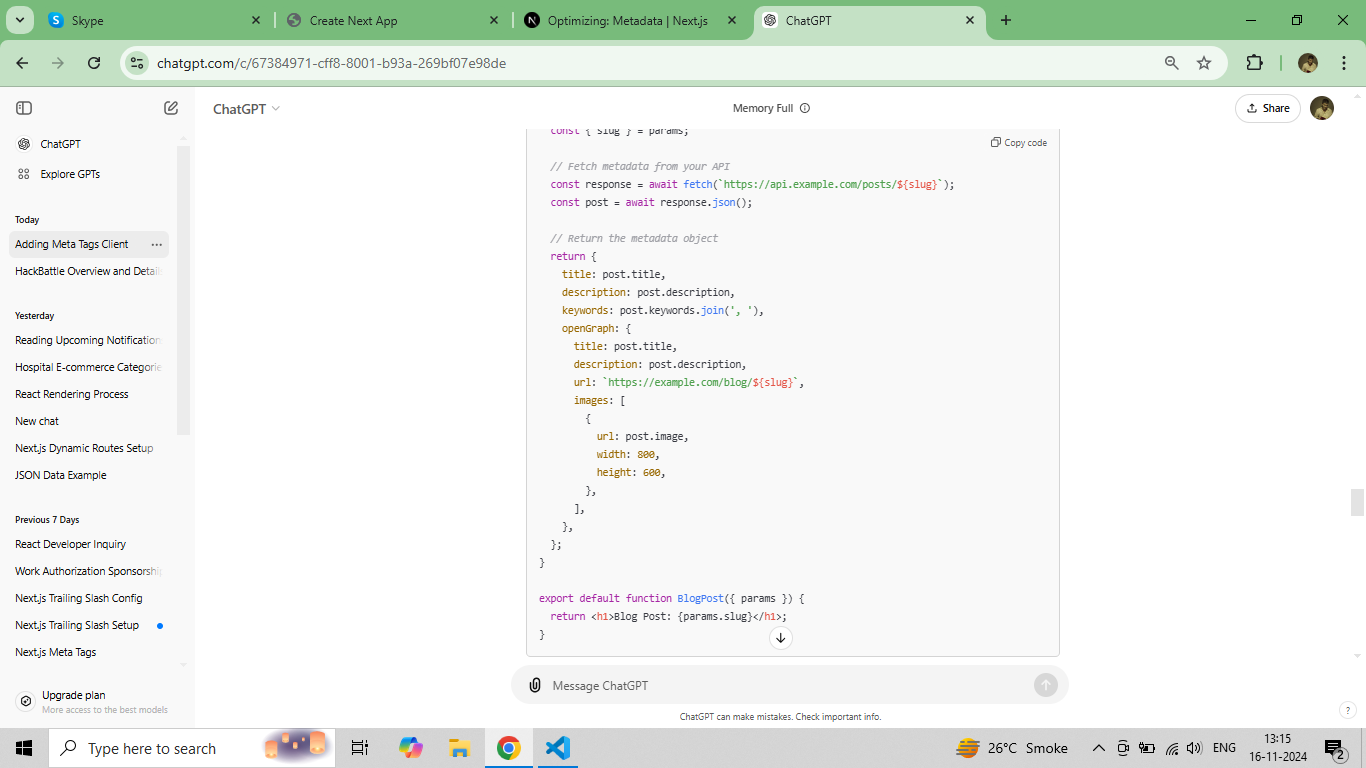 Skype
Create Next App
Optimizing: Metadata | Next.js
ChatGPT
chatgpt.com/c/67384971-cff8-8001-b93a-269bf07e98de
ChatGPT
Explore GPTs
Today
Adding Meta Tags Client
HackBattle Overview and Details
Yesterday
Reading Upcoming Notification
Hospital E-commerce Categorie
React Rendering Process
New chat
Next.js Dynamic Routes Setup
JSON Data Example
Previous 7 Days
React Developer Inquiry
Work Authorization Sponsorship
Next.js Trailing Slash Config
Next.js Trailing Slash Setup
Next.js Meta Tags
Upgrade plan
More access to the best models
ChatGPT
Memory Full
Share
const { slug } = params;
Copy code
// Fetch metadata from your API
const response = await fetch(`https://api.example.com/posts/${slug}`);
const post = await response.json();
// Return the metadata object
return {
title: post.title,
description: post.description,
keywords: post.keywords.join(', '),
openGraph: {
title: post.title,
description: post.description,
url: `https://example.com/blog/${slug}`,
images: [
{
url: post.image,
width: 800,
height: 600,
},
],
},
};
}
export default function BlogPost({ params }) {
return <h1>Blog Post: {params.slug}</h1>;
}
Message ChatGPT
ChatGPT can make mistakes. Check important info.
?
Type here to search
26°C Smoke
ENG
13:15
16-11-2024
2